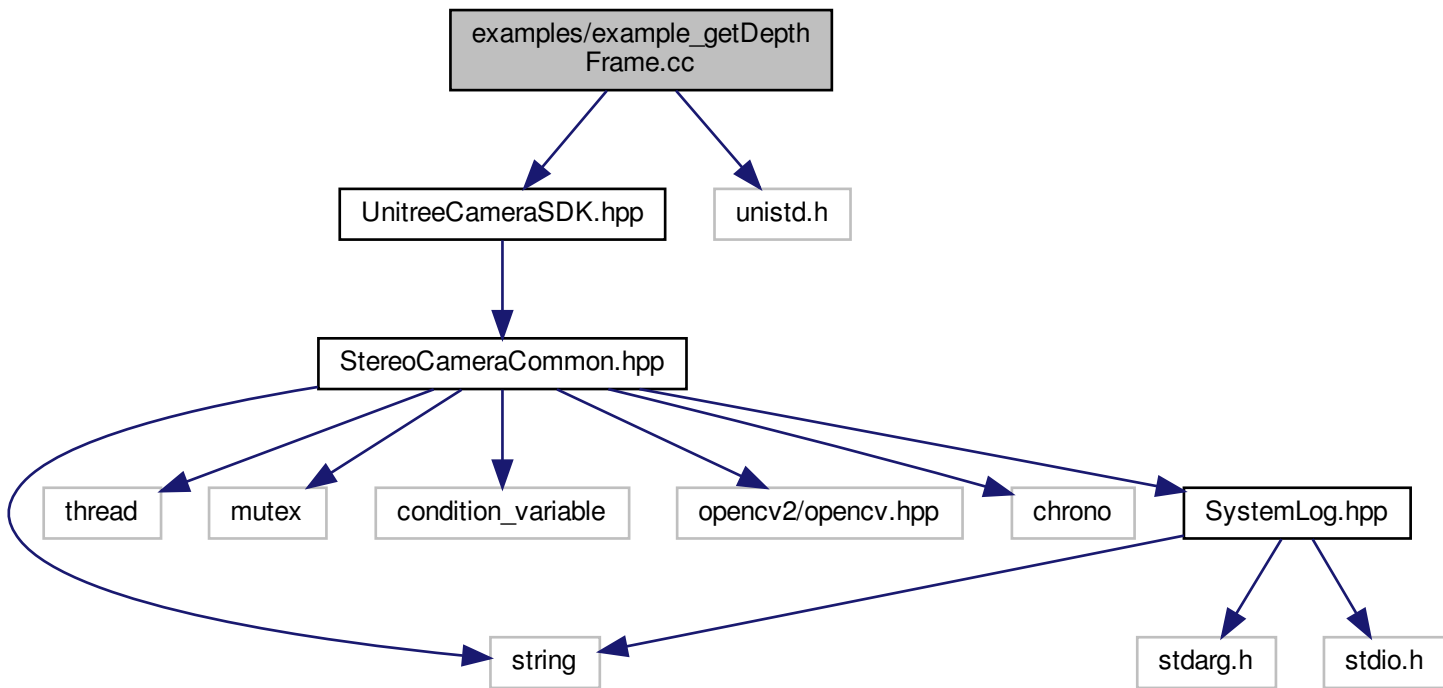 examples/example_getDepth
Frame.cc
UnitreeCameraSDK.hpp
unistd.h
StereoCameraCommon.hpp
thread
mutex
condition_variable
opencv2/opencv.hpp
chrono
SystemLog.hpp
string
stdarg.h
stdio.h